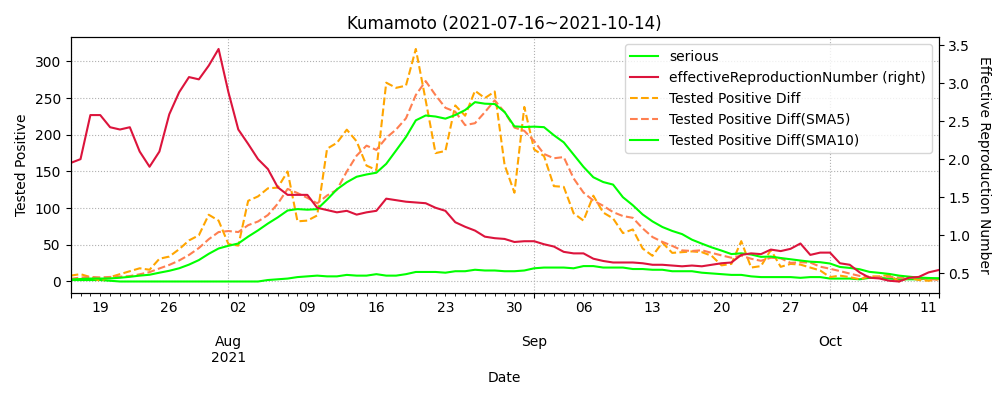 Kumamoto (2021-07-16~2021-10-14)
300
250
200
150
100
50
0
Tested Positive
3.5
3.0
2.5
2.0
1.5
1.0
0.5
Effective Reproduction Number
serious
effectiveReproductionNumber (right)
Tested Positive Diff
Tested Positive Diff(SMA5)
Tested Positive Diff(SMA10)
19 26 02 09 16 23 30 06 13 20 27 04 11
Aug Sep Oct
2021
Date